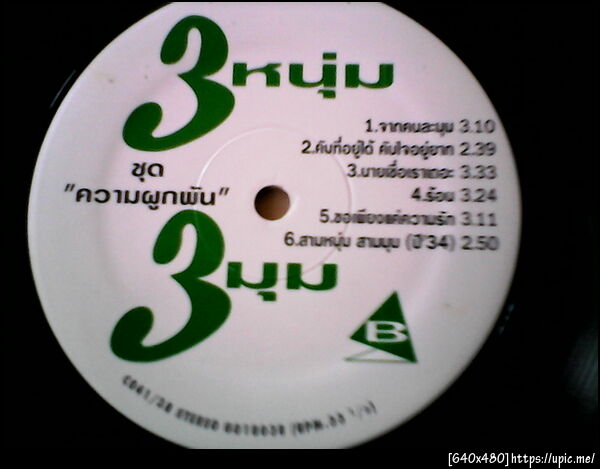 3หนุ่ม
ชุด
"ความผูกพัน"
3มุม
1.จากคนละมุม 3.10
2.คับที่อยู่ได้ คับใจอยู่ยาก 2.39
3.นายเชื่อเราเถอะ 3.33
4.ร้อน 3.24
5.ขอเพียงแค่ความรัก 3.11
6.สามหนุ่ม สามมุม (ปี'34) 2.50
B
STEREO
[640x480]https://upic.me/